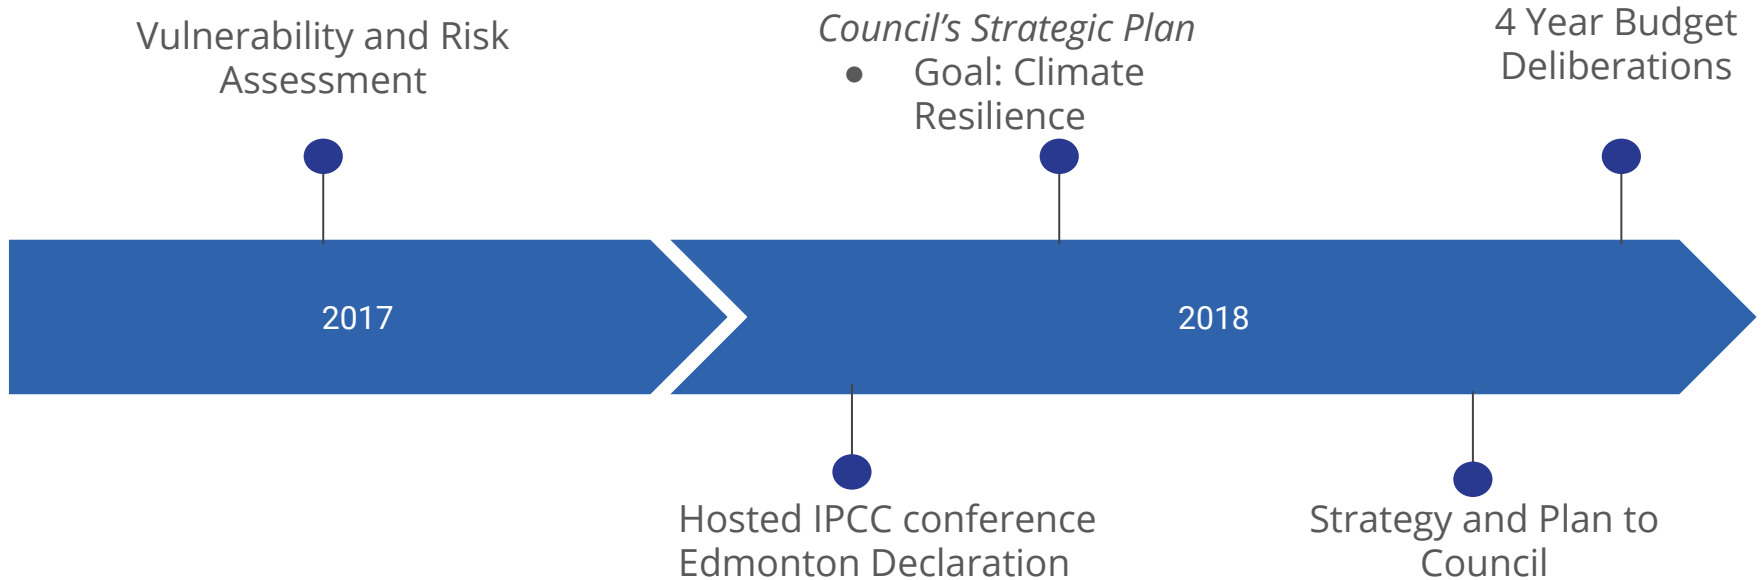 Vulnerability and Risk
Assessment
Council’s Strategic Plan
● Goal: Climate
Resilience
4 Year Budget
Deliberations
2017
2018
Hosted IPCC conference
Edmonton Declaration
Strategy and Plan to
Council